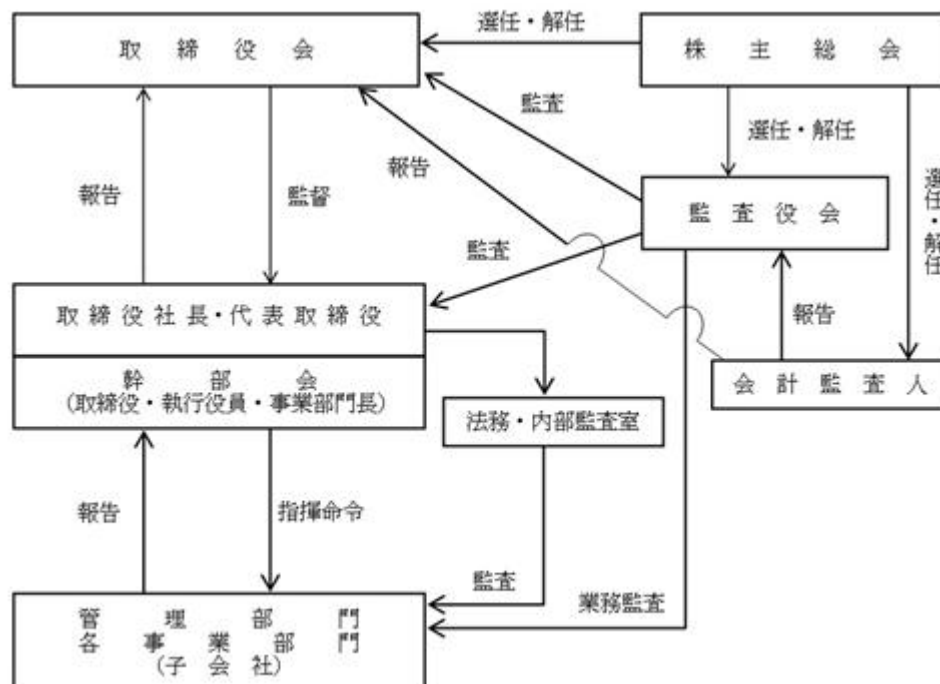 選任・解任
取締役会
株主総会
監査
選任・解任
報告
報告
監督
監査役会
選任・解任
監査
取締役社長・代表取締役
報告
幹部会
(取締役・執行役員・事業部門長)
会計監査人
法務・内部監査室
報告
指揮命令
監査
業務監査
管理部門
各事業部門
(子会社)